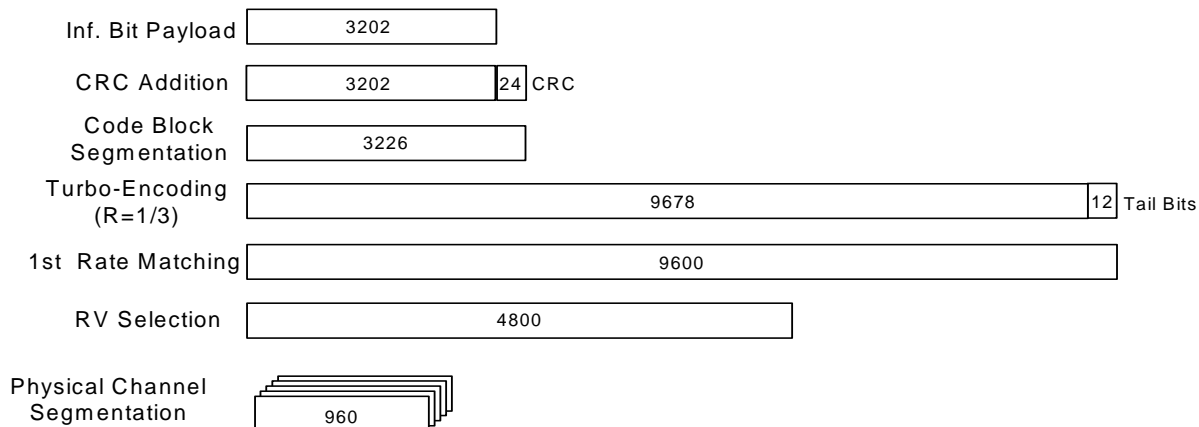 Inf. Bit Payload 3202
CRC Addition 3202 24 CRC
Code Block
Segmentation 3226
Turbo-Encoding
(R=1/3) 9678 12 Tail Bits
1st Rate Matching 9600
RV Selection 4800
Physical Channel
Segmentation 960